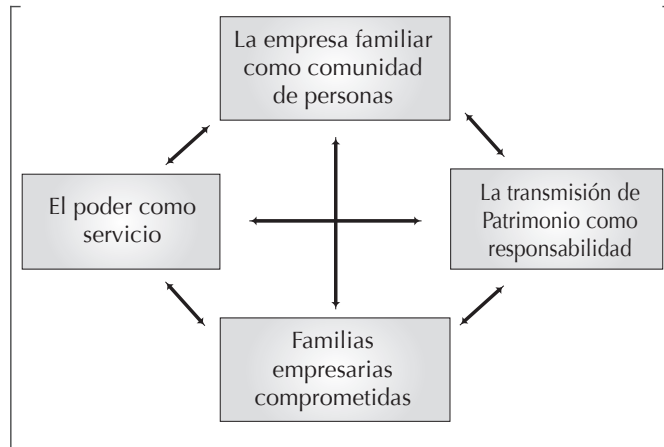 La empresa familiar
como comunidad
de personas
El poder como
servicio
La transmisión de
Patrimonio como
responsabilidad
Familias
empresarias
comprometidas